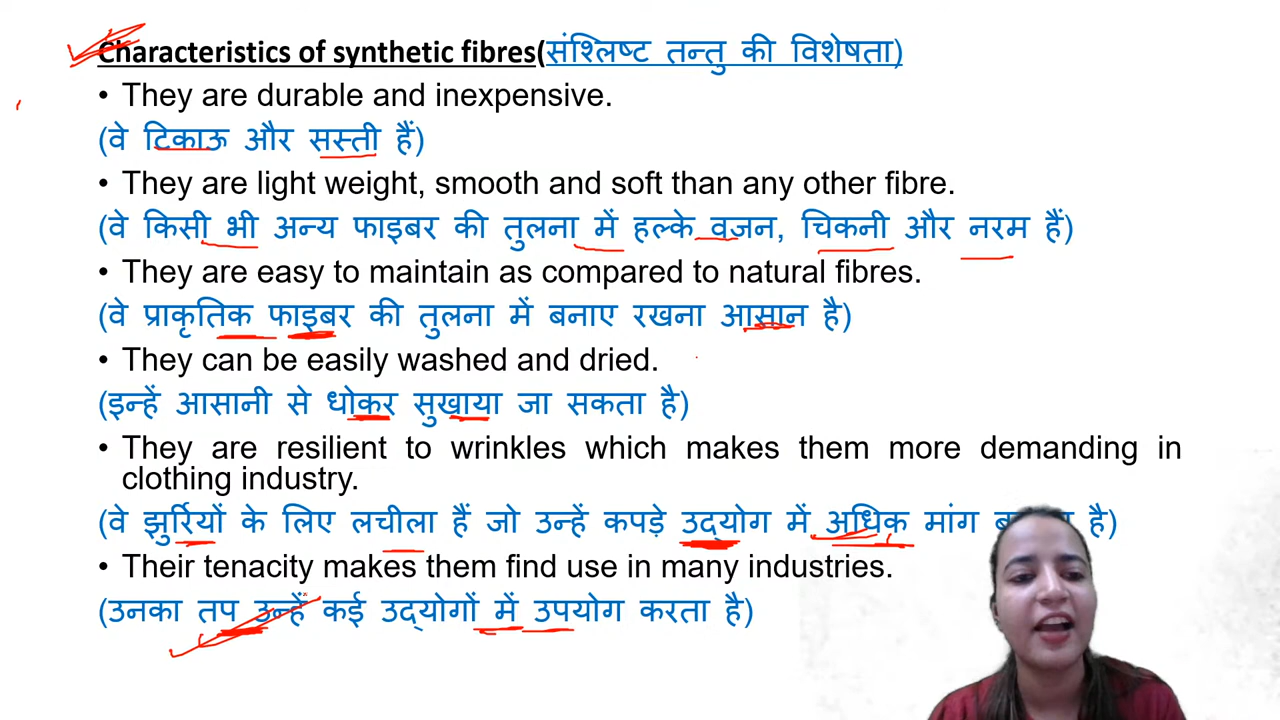 Characteristics of synthetic fibres(संश्लिष्ट तन्तु की विशेषता)
• They are durable and inexpensive.
(वे टिकाऊ और सस्ती हैं)
• They are light weight, smooth and soft than any other fibre.
(वे किसी भी अन्य फाइबर की तुलना में हल्के वजन, चिकनी और नरम हैं)
• They are easy to maintain as compared to natural fibres.
(वे प्राकृतिक फाइबर की तुलना में बनाए रखना आसान है)
• They can be easily washed and dried.
(इन्हें आसानी से धोकर सुखाया जा सकता है)
• They are resilient to wrinkles which makes them more demanding in
clothing industry.
(वे झुर्रियों के लिए लचीला हैं जो उन्हें कपड़े उद्योग में अधिक मांग है)
• Their tenacity makes them find use in many industries.
(उनका तप उन्हें कई उद्योगों में उपयोग करता है)